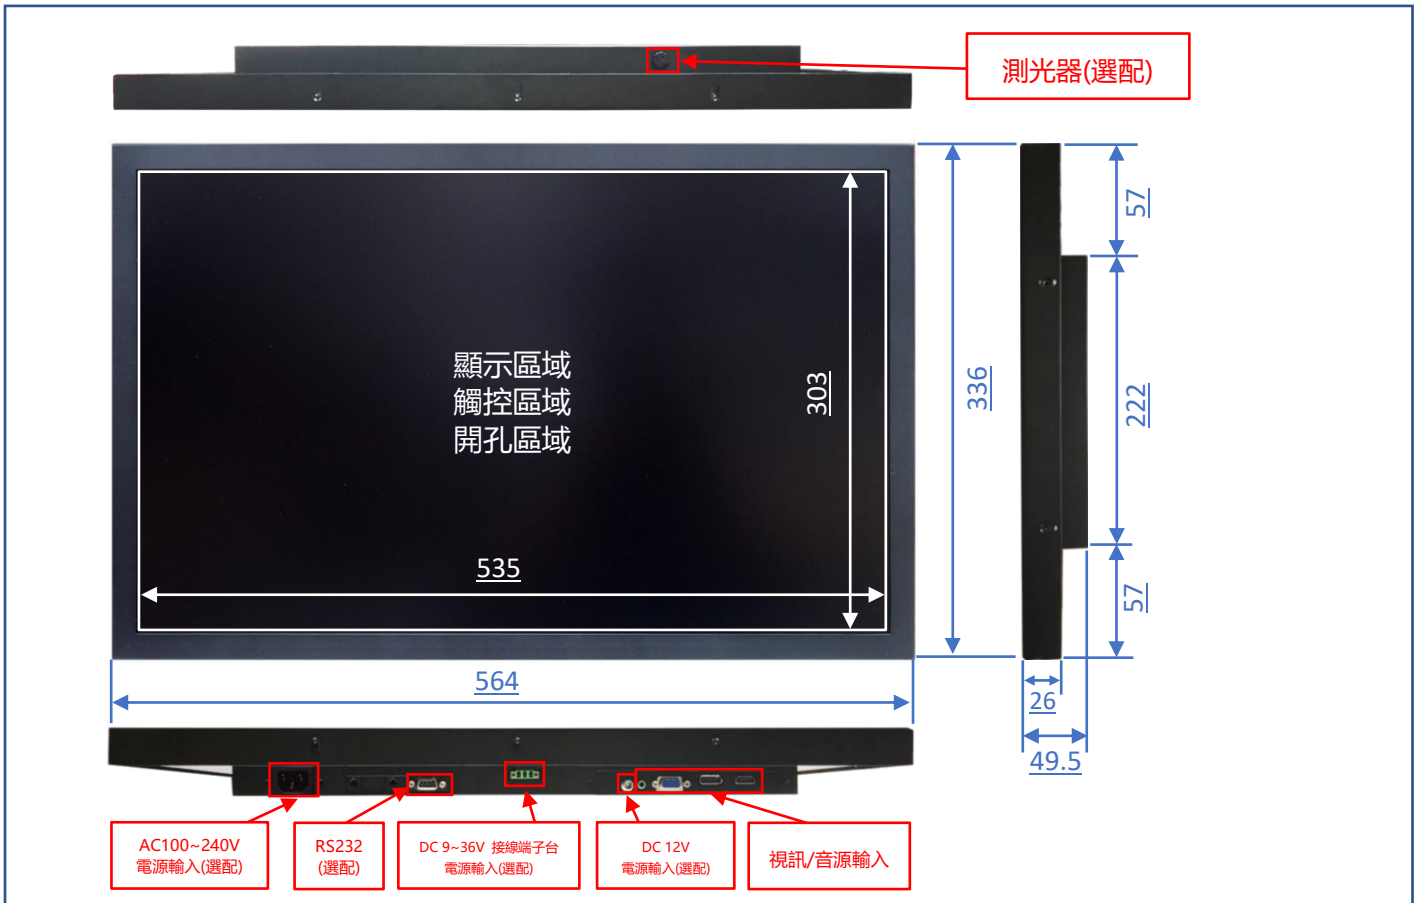 測光器(選配)
57
顯示區域
觸控區域
開孔區域
303
336
222
535
57
564
26
49.5
AC100~240V
電源輸入(選配)
RS232
(選配)
DC 9~36V 接線端子台
電源輸入(選配)
DC 12V
電源輸入(選配)
視訊/音源輸入